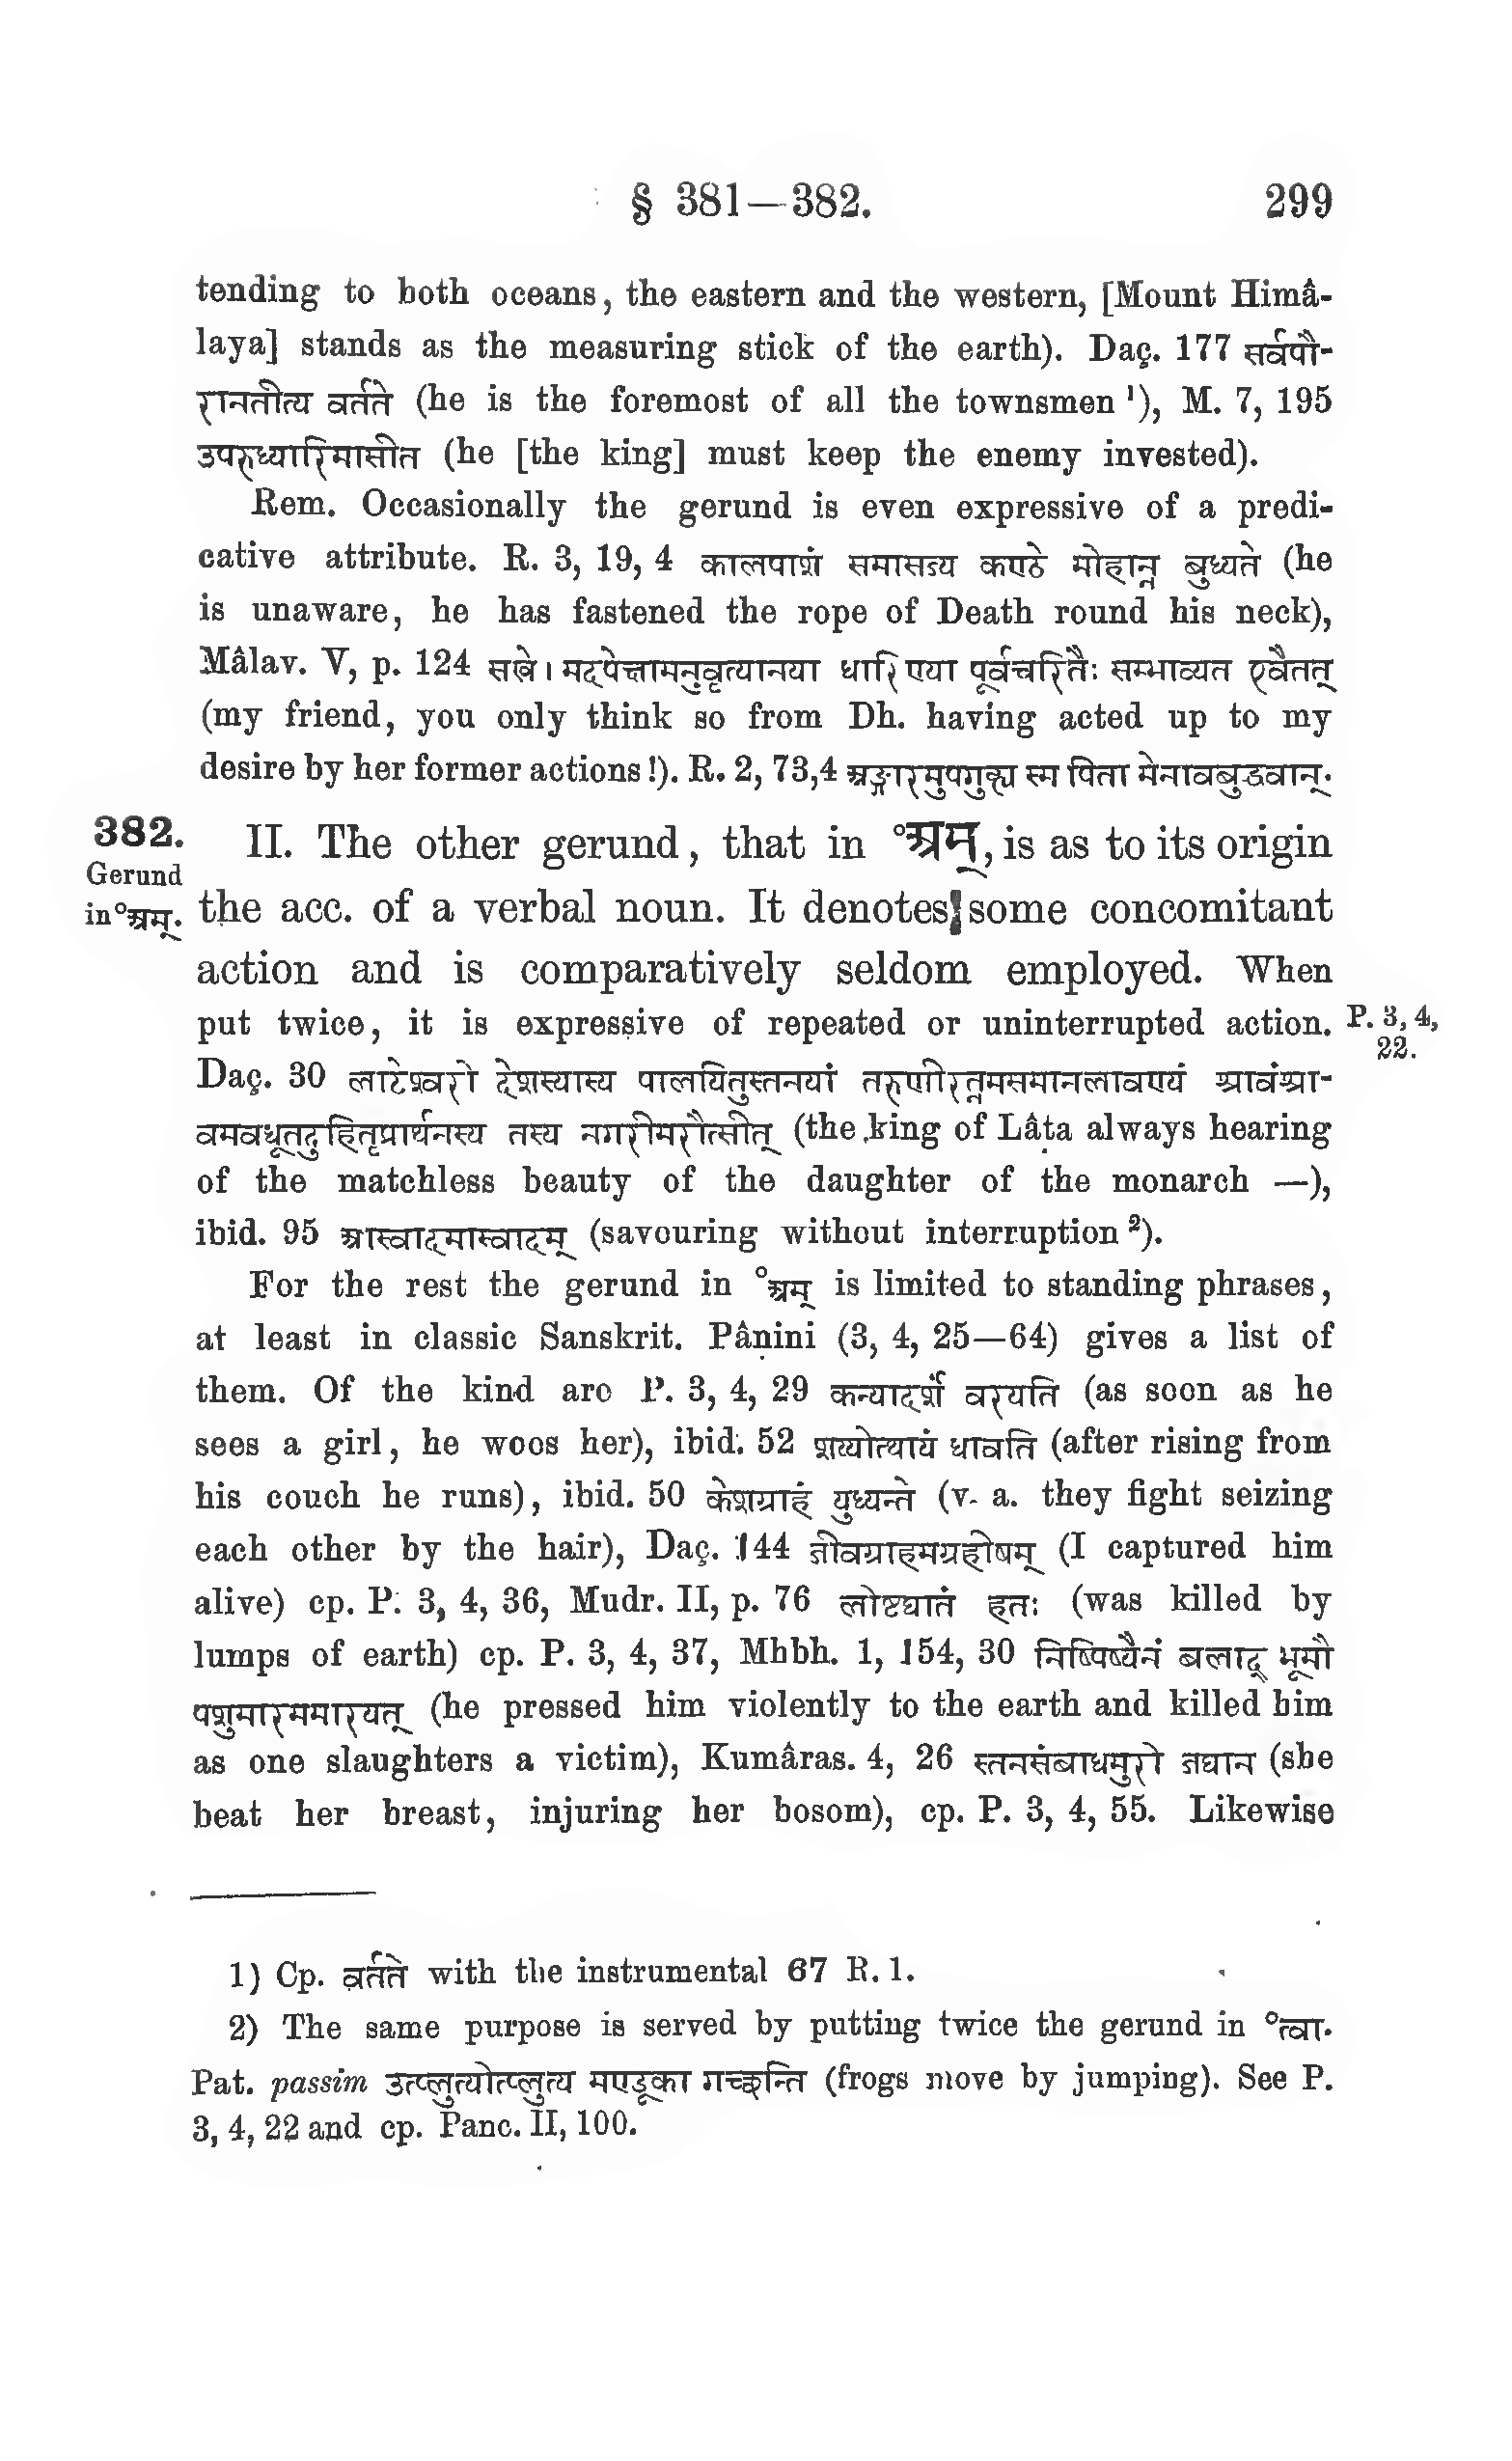 § 381—382. 299
tending to both oceans, the eastern and the western, [Mount Himâ-
laya] stands as the measuring stick of the earth). Daç. 177 सर्वपौ-
रानतीत्य वर्तते (he is the foremost of all the townsmen ¹), M. 7, 195
उपरुध्यारिमासीत (he [the king] must keep the enemy invested).
Rem. Occasionally the gerund is even expressive of a predi-
cative attribute. R. 3, 19, 4 कालपाशं समासज्य कण्ठे मोहान्न बुध्यते (he
is unaware, he has fastened the rope of Death round his neck),
Mâlav. V, p. 124 सखे । मदपेक्षामनुवृत्यानया धारिण्या पूर्वचरितैः सम्भाव्यत एवैतत्
(my friend, you only think so from Dh. having acted up to my
desire by her former actions!). R. 2, 73,4 अङ्गारमुपगुह्य स्म पिता मेनावबुद्धवान्.
382. II. The other gerund, that in °अम्, is as to its origin
Gerund
in °अम्. the acc. of a verbal noun. It denotes some concomitant
action and is comparatively seldom employed. When
put twice, it is expressive of repeated or uninterrupted action. P. 3, 4,
22.
Daç. 30 लाटेश्वरो देशस्यास्य पालयितुस्तनयां तरुणीरत्नमसमानलावण्यं श्रावंश्रा-
वमवधूतदुहितृप्रार्थनस्य तस्य नगरीमरौत्सीत् (the king of Lâṭa always hearing
of the matchless beauty of the daughter of the monarch —),
ibid. 95 आस्वादमास्वादम् (savouring without interruption ²).
For the rest the gerund in °अम् is limited to standing phrases,
at least in classic Sanskrit. Pâṇini (3, 4, 25—64) gives a list of
them. Of the kind are P. 3, 4, 29 कन्यादर्शं वरयति (as soon as he
sees a girl, he woos her), ibid. 52 शय्योत्थायं धावति (after rising from
his couch he runs), ibid. 50 केशग्राहं युध्यन्ते (v. a. they fight seizing
each other by the hair), Daç. 144 जीवग्राहमग्रहीषम् (I captured him
alive) cp. P. 3, 4, 36, Mudr. II, p. 76 लोष्टघातं हतः (was killed by
lumps of earth) cp. P. 3, 4, 37, Mhbh. 1, 154, 30 निष्पिष्यैनं बलाद् भूमौ
पशुमारममारयत् (he pressed him violently to the earth and killed him
as one slaughters a victim), Kumâras. 4, 26 स्तनसंबाधमुरो जघान (she
beat her breast, injuring her bosom), cp. P. 3, 4, 55. Likewise
1) Cp. वर्तते with the instrumental 67 R. 1.
2) The same purpose is served by putting twice the gerund in °त्वा.
Pat. passim उत्प्लुत्योत्प्लुत्य मण्डूका गच्छन्ति (frogs move by jumping). See P.
3, 4, 22 and cp. Panc. II, 100.